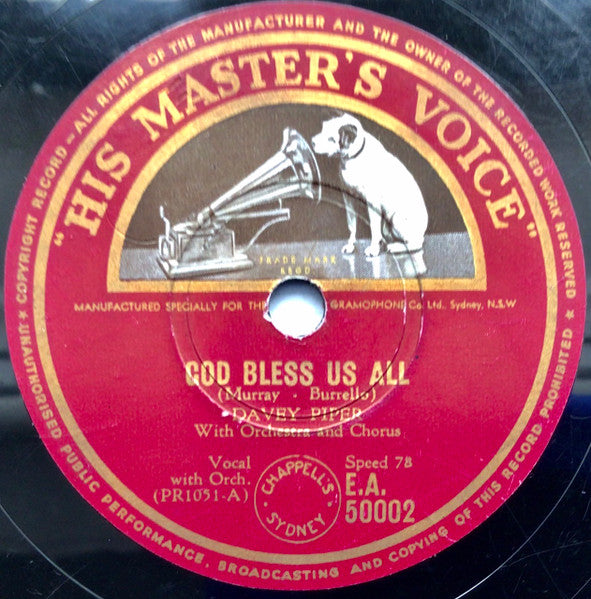 UNAUTHORISED PUBLIC PERFORMANCE, BROADCASTING AND COPYING OF THIS RECORD PROHIBITED ★ COPYRIGHT RECORD – ALL RIGHTS OF THE MANUFACTURER AND THE OWNER OF THE RECORDED WORK RESERVED ★
"HIS MASTER'S VOICE"
TRADE MARK
REGD
MANUFACTURED SPECIALLY FOR THE GRAMOPHONE Co. Ltd., Sydney, N.S.W
GOD BLESS US ALL
(Murray - Burrello)
DAVEY PIPER
With Orchestra and Chorus
Vocal
with Orch.
(PR1051-A)
CHAPPELL'S
SYDNEY
Speed 78
E.A.
50002